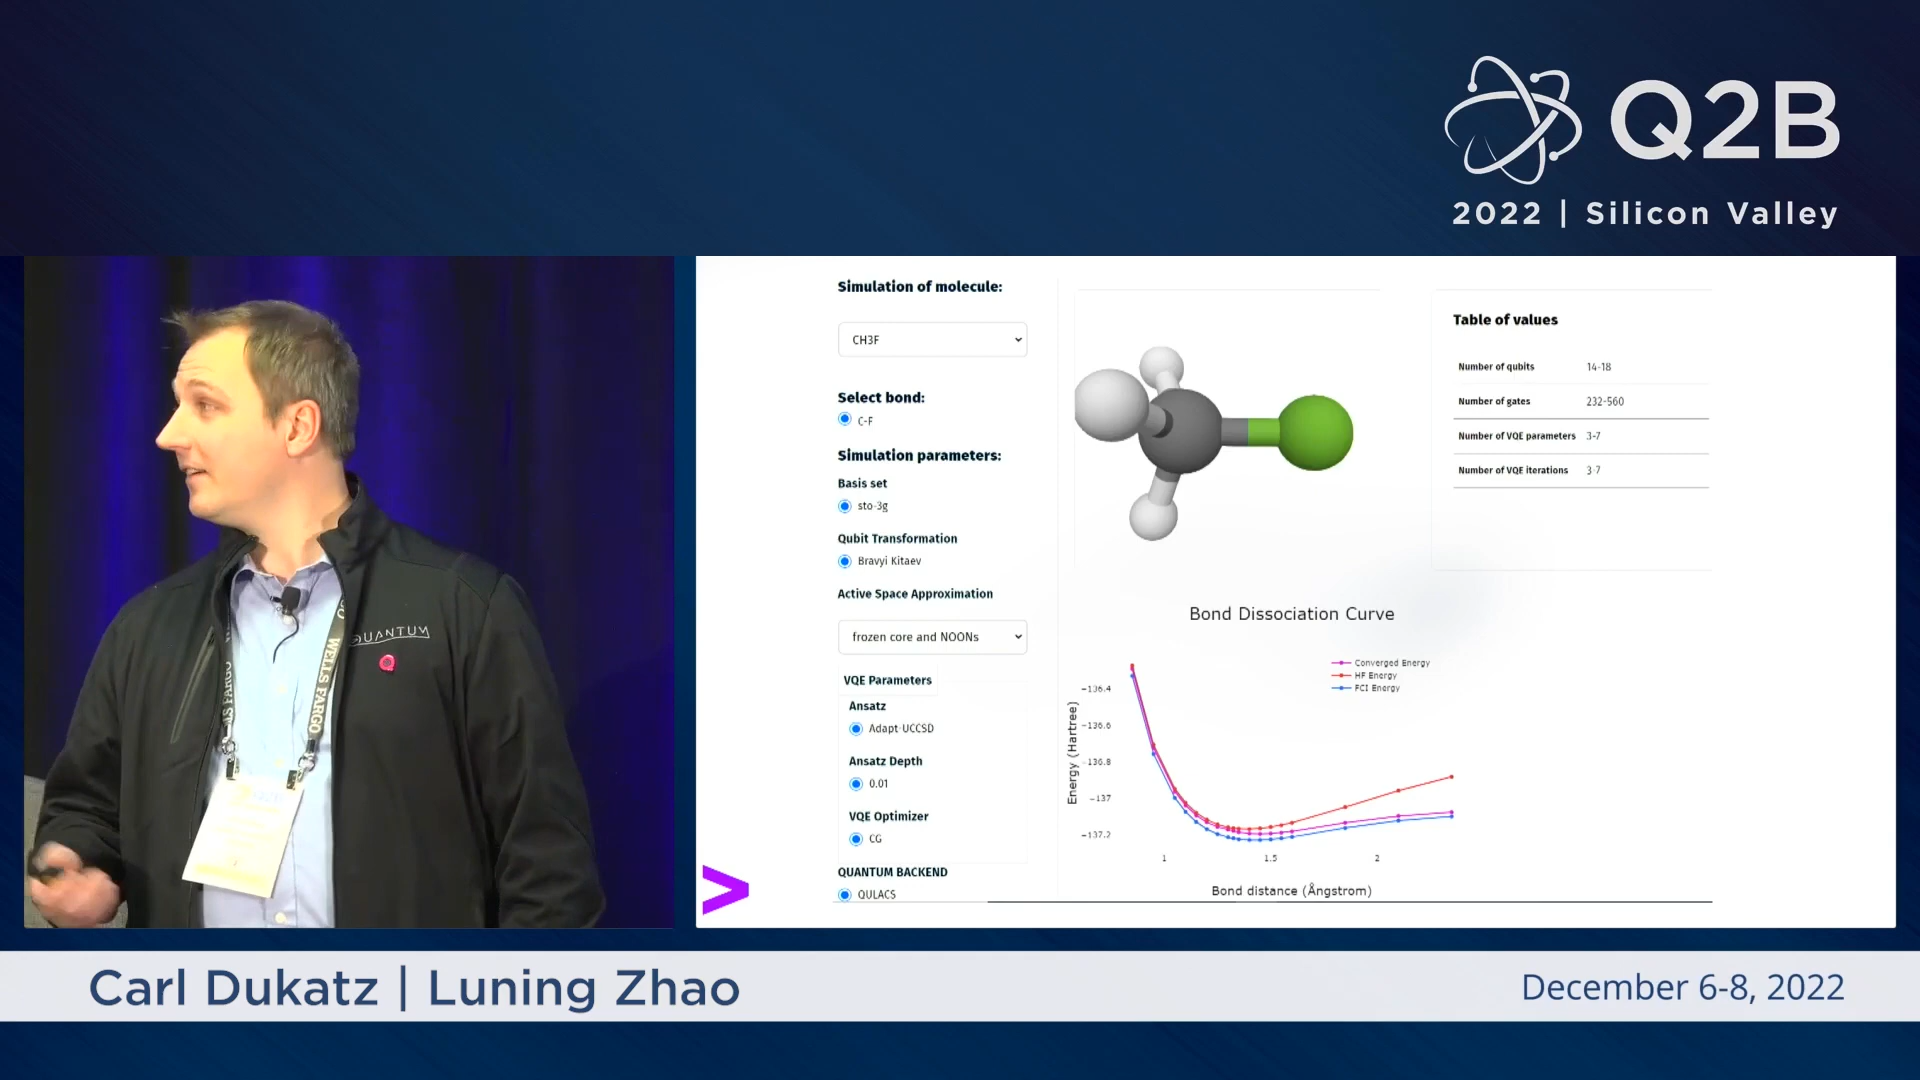 Q2B
2022 | Silicon Valley
Simulation of molecule:
CH3F
Select bond:
C-F
Simulation parameters:
Basis set
sto-3g
Qubit Transformation
Bravyi Kitaev
Active Space Approximation
frozen core and NOONs
VQE Parameters
Ansatz
Adapt-UCCSD
Ansatz Depth
0.01
VQE Optimizer
CG
QUANTUM BACKEND
QULACS
Table of values
Number of qubits 14-18
Number of gates 232-560
Number of VQE parameters 3-7
Number of VQE iterations 3-7
Bond Dissociation Curve
Converged Energy
HF Energy
FCI Energy
Energy (Hartree)
−136.4
−136.6
−136.8
−137
−137.2
1 1.5 2
Bond distance (Ångstrom)
>
QUANTUM
WELLS FARGO
Carl Dukatz | Luning Zhao
December 6-8, 2022